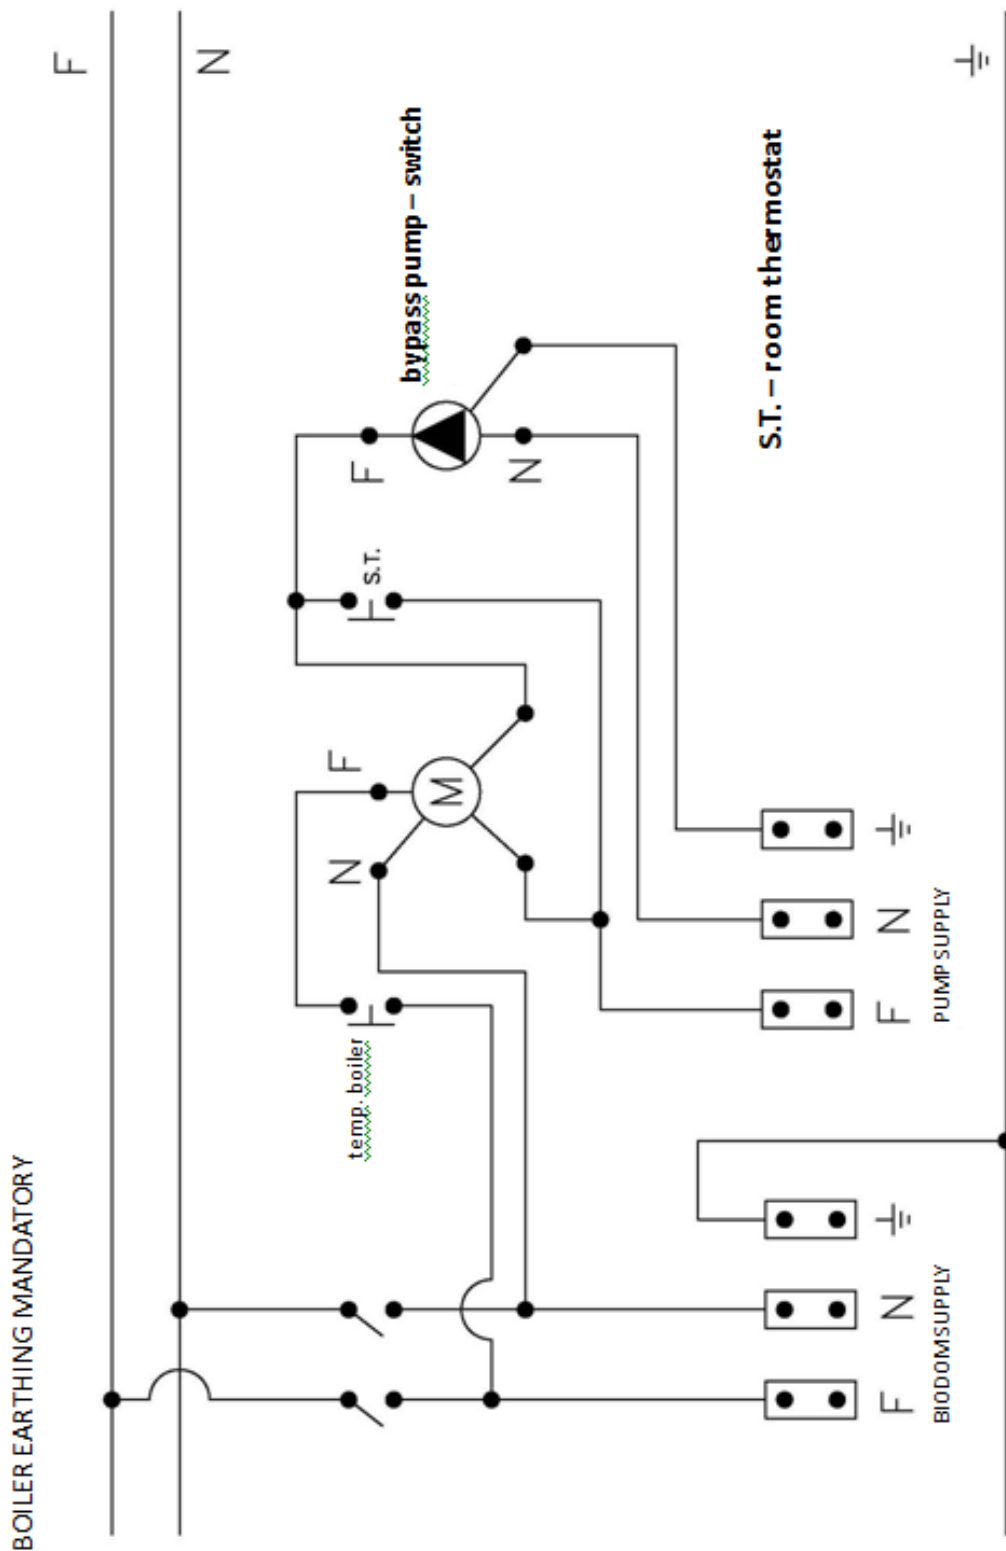 BOILER EARTHING MANDATORY
F
N
temp. boiler
N
F
M
S.T.
F
N
bypass pump – switch
S.T. – room thermostat
F N
BIODOM SUPPLY
F N
PUMP SUPPLY